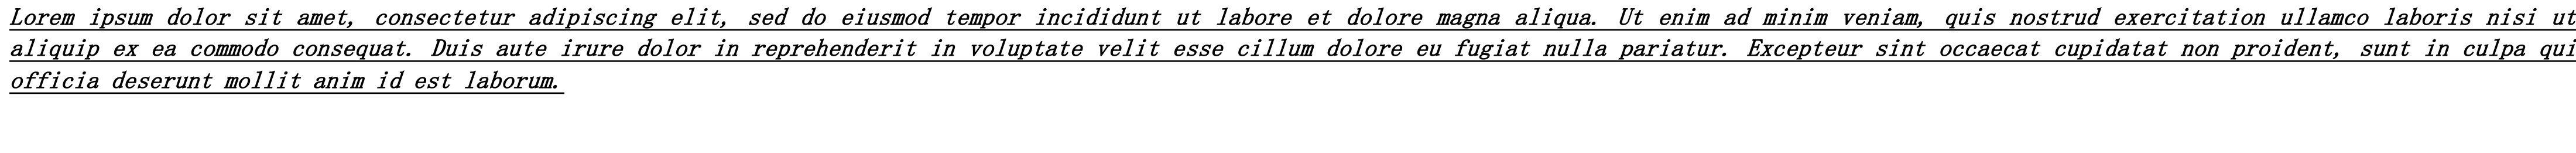 Lorem ipsum dolor sit amet, consectetur adipiscing elit, sed do eiusmod tempor incididunt ut labore et dolore magna aliqua. Ut enim ad minim veniam, quis nostrud exercitation ullamco laboris nisi ut
aliquip ex ea commodo consequat. Duis aute irure dolor in reprehenderit in voluptate velit esse cillum dolore eu fugiat nulla pariatur. Excepteur sint occaecat cupidatat non proident, sunt in culpa qui
officia deserunt mollit anim id est laborum.